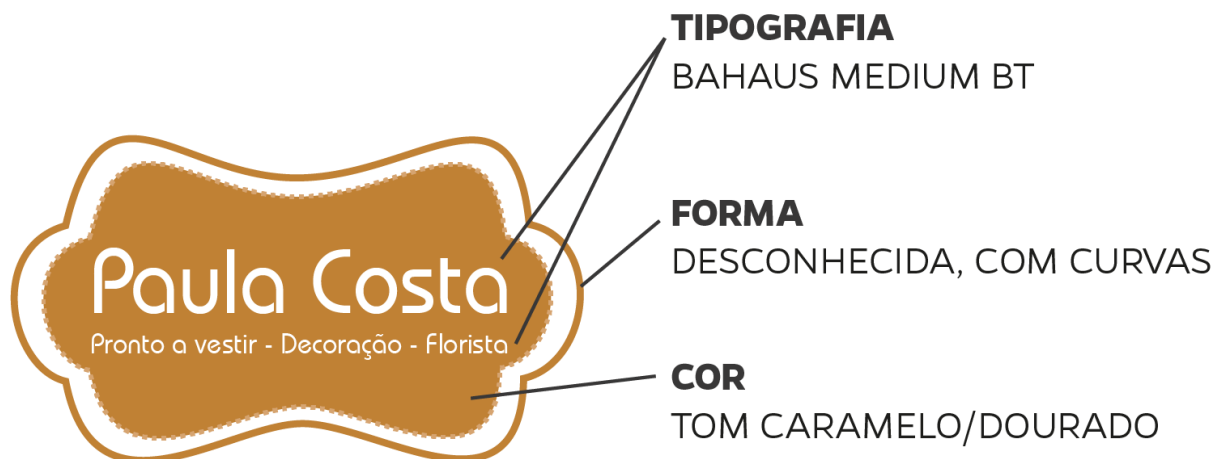 TIPOGRAFIA
BAHAUS MEDIUM BT
FORMA
DESCONHECIDA, COM CURVAS
Paula Costa
Pronto a vestir - Decoração - Florista
COR
TOM CARAMELO/DOURADO